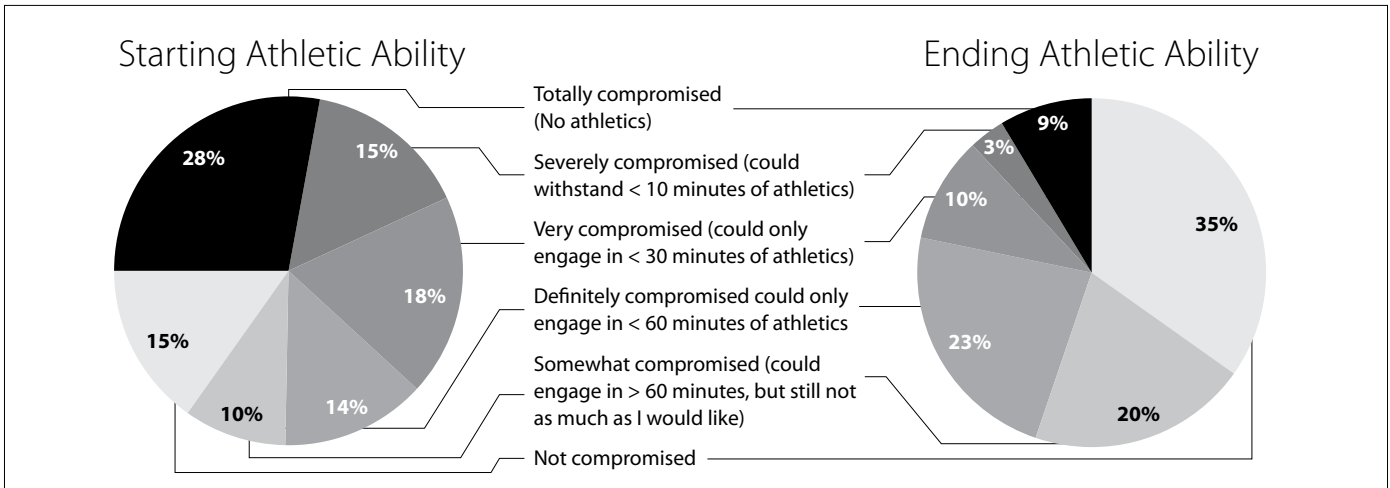 Starting Athletic Ability
Ending Athletic Ability
28%
15%
18%
14%
10%
15%
Totally compromised
(No athletics)
Severely compromised (could
withstand < 10 minutes of athletics)
Very compromised (could only
engage in < 30 minutes of athletics)
Definitely compromised could only
engage in < 60 minutes of athletics
Somewhat compromised (could
engage in > 60 minutes, but still not
as much as I would like)
Not compromised
9%
3%
10%
23%
20%
35%